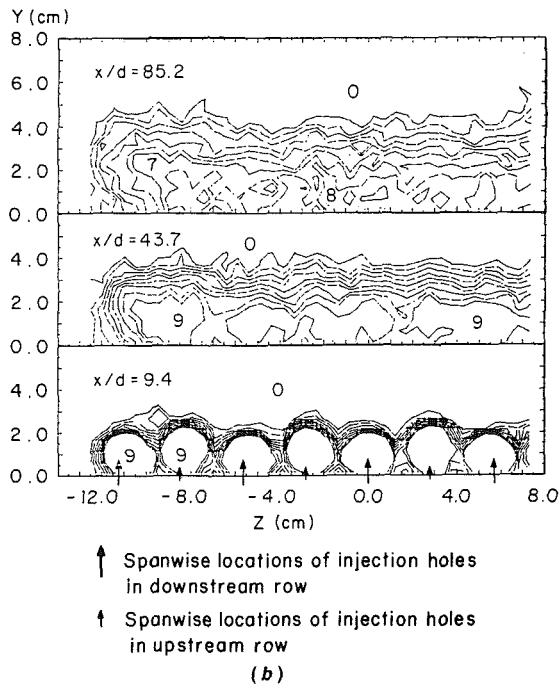 Y (cm)
8.0
x/d=85.2
0
6.0
4.0
7
2.0
8
0.0
x/d=43.7
0
4.0
2.0
9
9
0.0
x/d=9.4
0
4.0
2.0
9
9
0.0
-12.0 -8.0 -4.0 0.0 4.0 8.0
Z (cm)
Spanwise locations of injection holes
in downstream row
Spanwise locations of injection holes
in upstream row
(b)